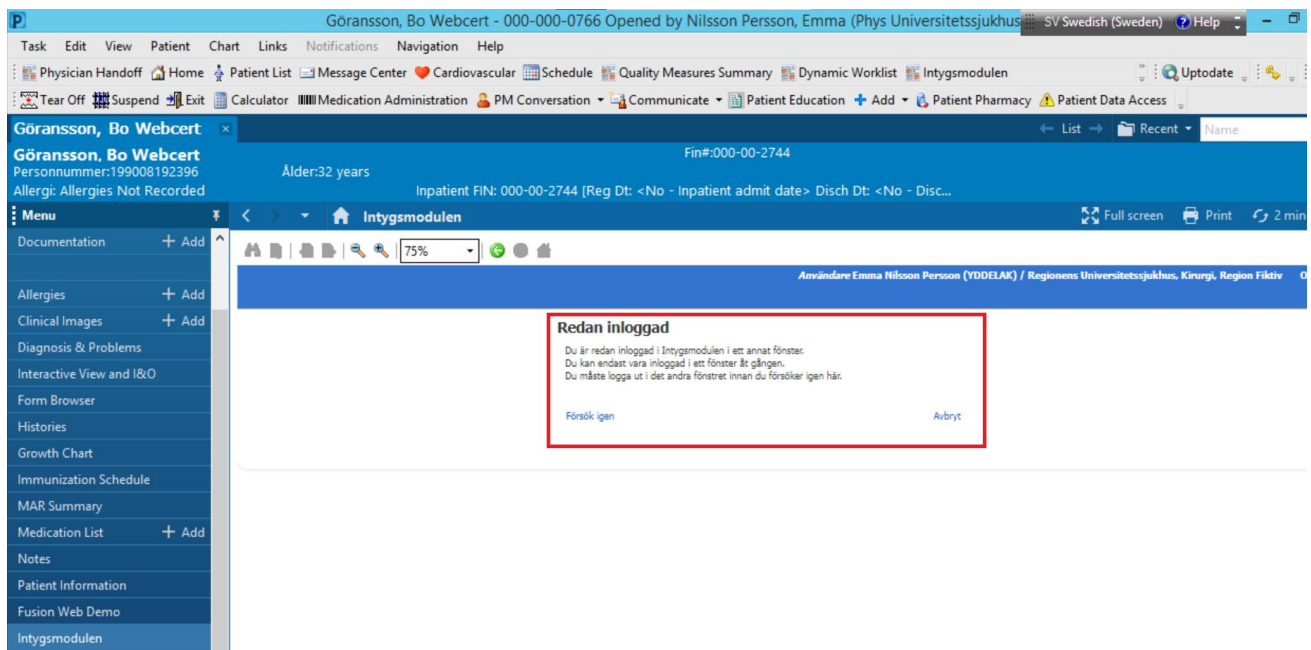 P Göransson, Bo Webcert - 000-000-0766 Opened by Nilsson Persson, Emma (Phys Universitetssjukhus SV Swedish (Sweden) Help
Task Edit View Patient Chart Links Notifications Navigation Help
Physician Handoff Home Patient List Message Center Cardiovascular Schedule Quality Measures Summary Dynamic Worklist Intygsmodulen Uptodate
Tear Off Suspend Exit Calculator Medication Administration PM Conversation Communicate Patient Education Add Patient Pharmacy Patient Data Access
Göransson, Bo Webcert List Recent Name
Göransson, Bo Webcert Fin#:000-00-2744
Personnummer:199008192396 Ålder:32 years
Allergi: Allergies Not Recorded Inpatient FIN: 000-00-2744 [Reg Dt: <No - Inpatient admit date> Disch Dt: <No - Disc...
Menu Intygsmodulen Full screen Print 2 min
Documentation + Add
75%
Användare Emma Nilsson Persson (YDDELAK) / Regionens Universitetssjukhus, Kirurgi, Region Fiktiv
Allergies + Add
Clinical Images + Add
Diagnosis & Problems
Interactive View and I&O
Form Browser
Histories
Growth Chart
Immunization Schedule
MAR Summary
Medication List + Add
Notes
Patient Information
Fusion Web Demo
Intygsmodulen
Redan inloggad
Du är redan inloggad i Intygsmodulen i ett annat fönster.
Du kan endast vara inloggad i ett fönster åt gången.
Du måste logga ut i det andra fönstret innan du försöker igen här.
Försök igen Avbryt